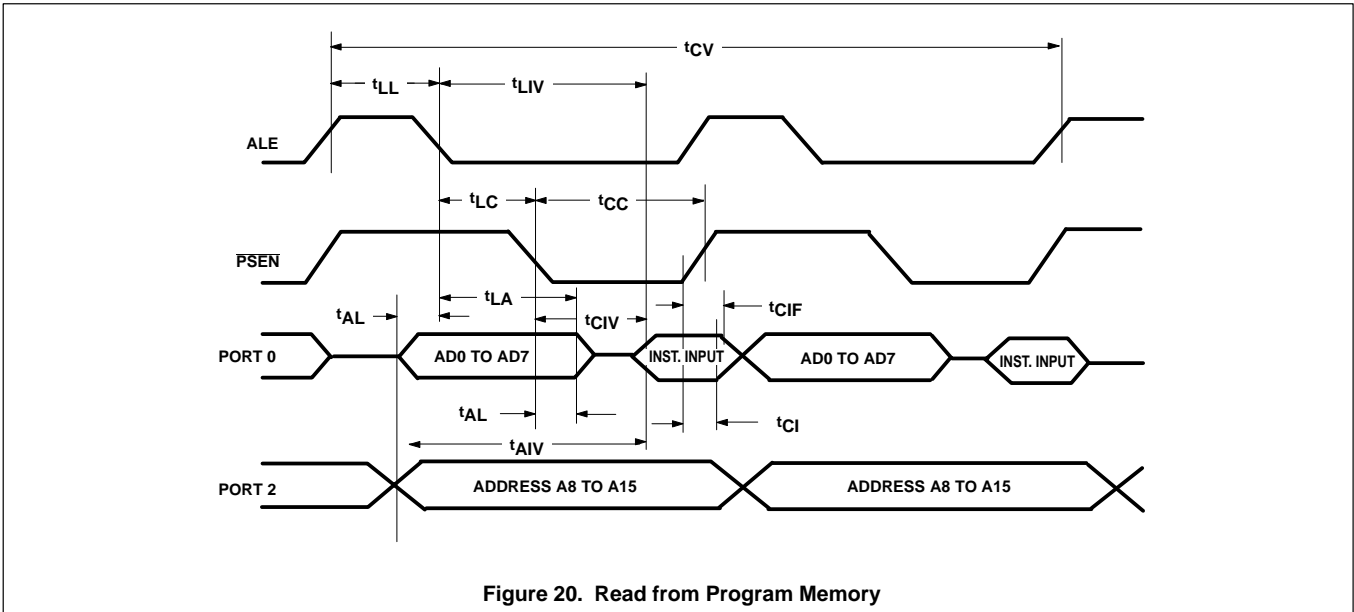 tCV
tLL
tLIV
ALE
tLC
tCC
PSEN
tLA
tCIF
tAL
tCIV
PORT 0
AD0 TO AD7
INST. INPUT
AD0 TO AD7
INST. INPUT
tAL
tCI
tAIV
PORT 2
ADDRESS A8 TO A15
ADDRESS A8 TO A15
Figure 20. Read from Program Memory